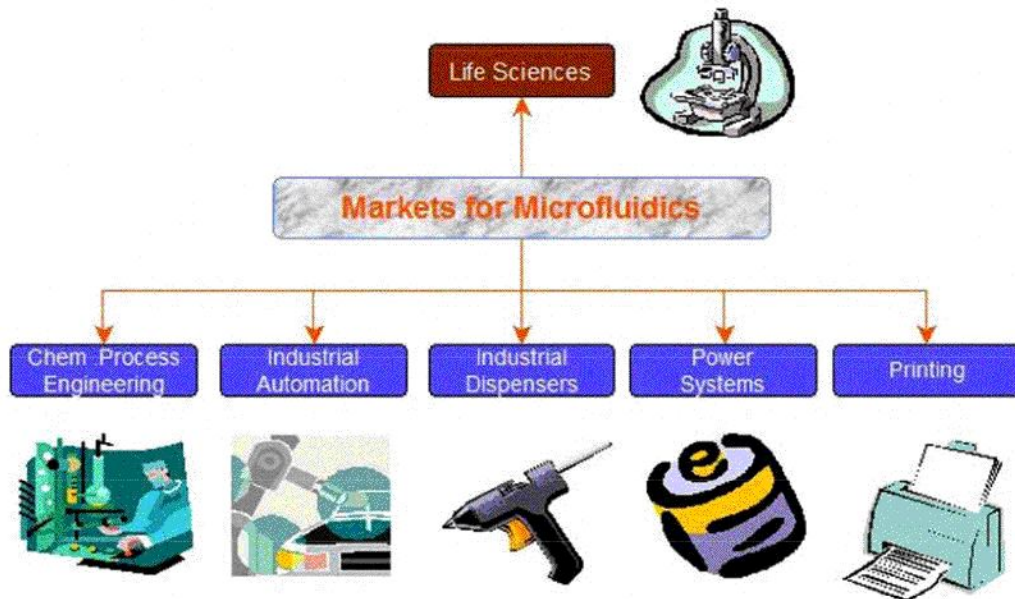 Life Sciences
Markets for Microfluidics
Chem .Process
Engineering
Industrial
Automation
Industrial
Dispensers
Power
Systems
Printing